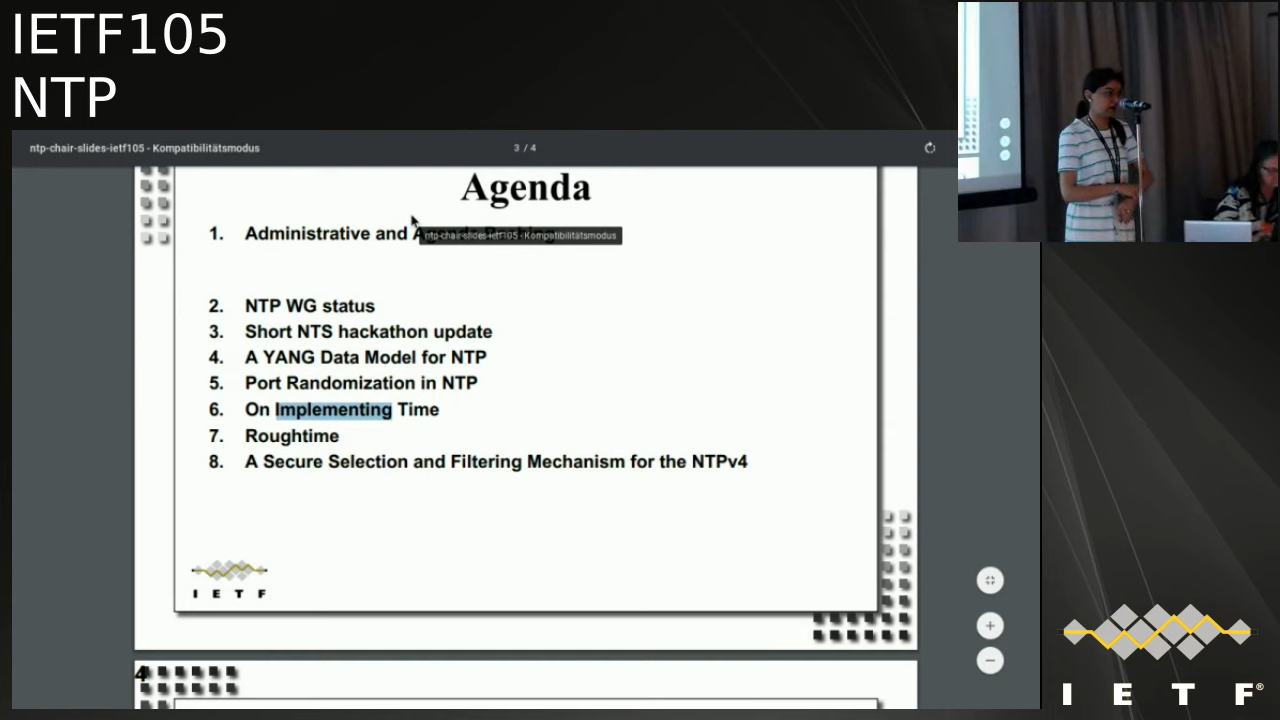 IETF105
NTP
ntp-chair-slides-ietf105 - Kompatibilitätsmodus
3 / 4
Agenda
1. Administrative and
ntp-chair-slides-ietf105 - Kompatibilitätsmodus
2. NTP WG status
3. Short NTS hackathon update
4. A YANG Data Model for NTP
5. Port Randomization in NTP
6. On Implementing Time
7. Roughtime
8. A Secure Selection and Filtering Mechanism for the NTPv4
I E T F
4
I E T F®